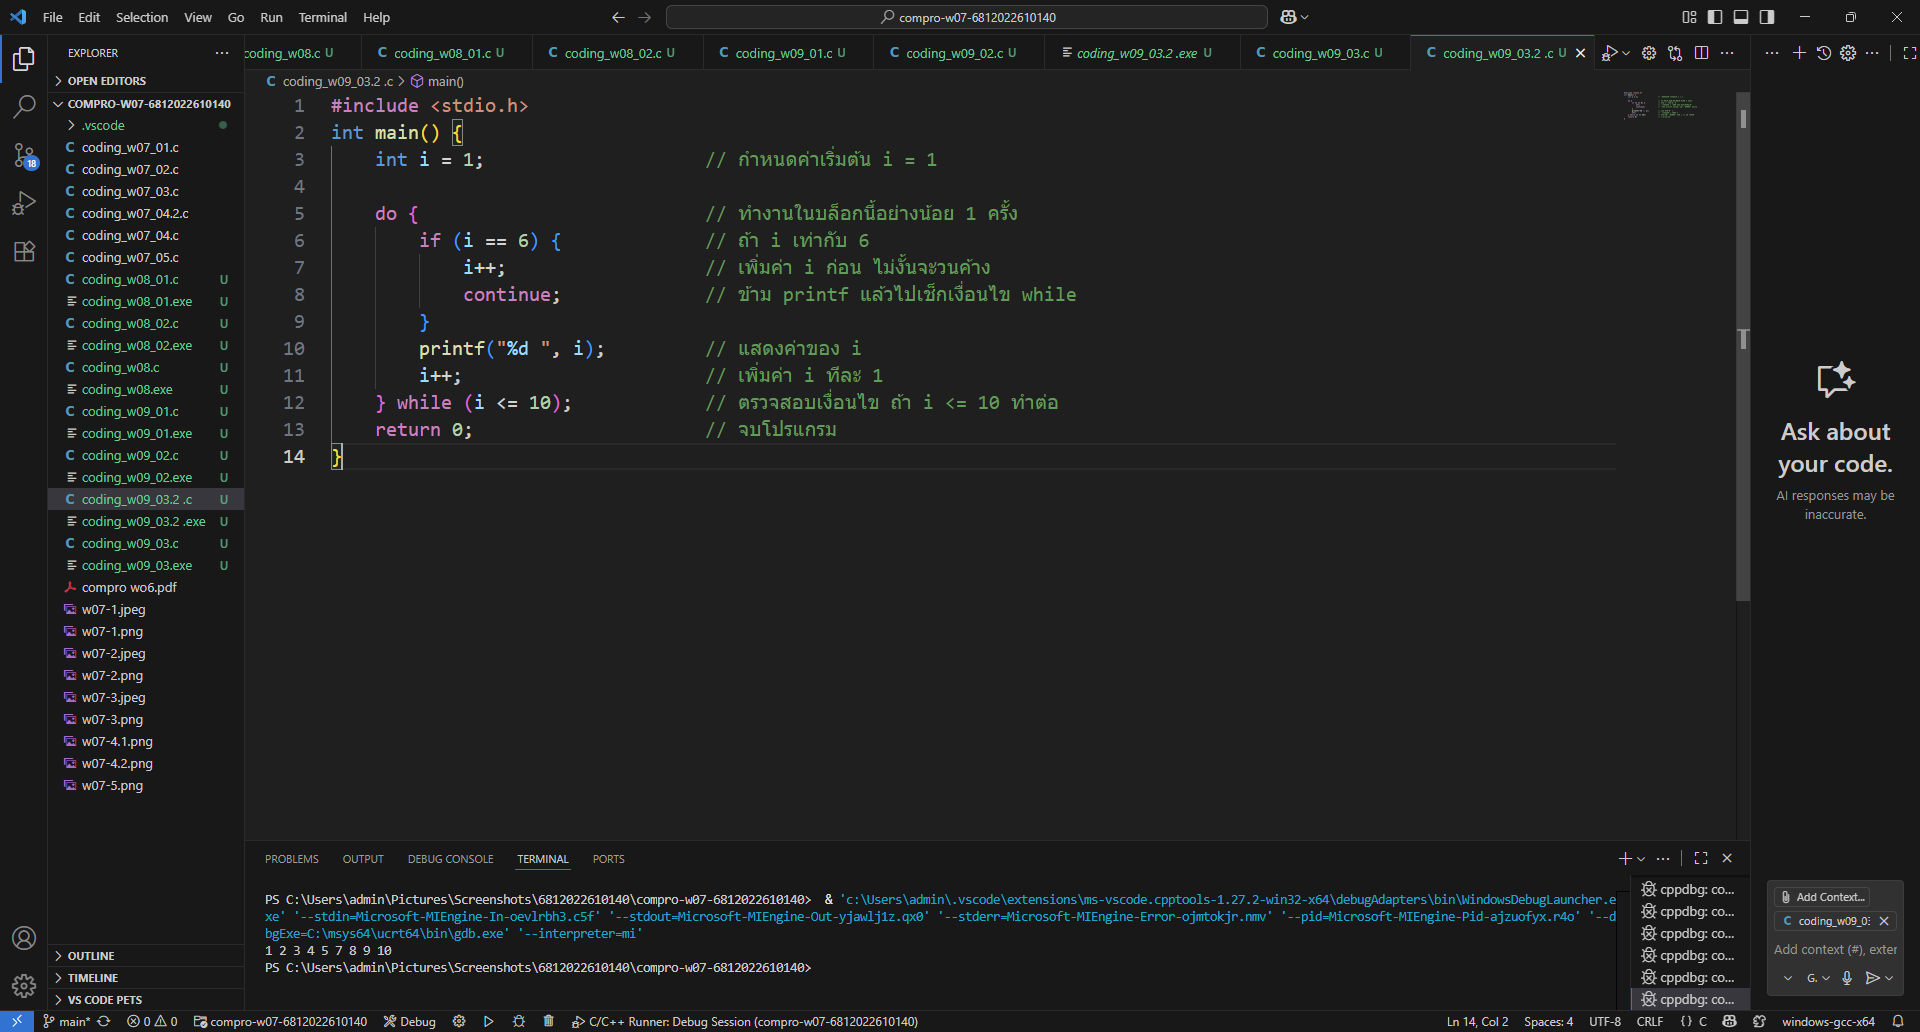 File Edit Selection View Go Run Terminal Help
compro-w07-6812022610140
EXPLORER
OPEN EDITORS
COMPRO-W07-6812022610140
.vscode
coding_w07_01.c
coding_w07_02.c
coding_w07_03.c
coding_w07_04.2.c
coding_w07_04.c
coding_w07_05.c
coding_w08_01.c U
coding_w08_01.exe U
coding_w08_02.c U
coding_w08_02.exe U
coding_w08.c U
coding_w08.exe U
coding_w09_01.c U
coding_w09_01.exe U
coding_w09_02.c U
coding_w09_02.exe U
coding_w09_03.2 .c U
coding_w09_03.2 .exe U
coding_w09_03.c U
coding_w09_03.exe U
compro wo6.pdf
w07-1.jpeg
w07-1.png
w07-2.jpeg
w07-2.png
w07-3.jpeg
w07-3.png
w07-4.1.png
w07-4.2.png
w07-5.png
OUTLINE
TIMELINE
VS CODE PETS
18
coding_w08.c U C coding_w08_01.c U C coding_w08_02.c U C coding_w09_01.c U C coding_w09_02.c U coding_w09_03.2 .exe U C coding_w09_03.c U C coding_w09_03.2 .c U
C coding_w09_03.2 .c > main()
1 #include <stdio.h>
2 int main() {
3 int i = 1; // กำหนดค่าเริ่มต้น i = 1
4
5 do { // ทำงานในบล็อกนี้อย่างน้อย 1 ครั้ง
6 if (i == 6) { // ถ้า i เท่ากับ 6
7 i++; // เพิ่มค่า i ก่อน ไม่งั้นจะวนค้าง
8 continue; // ข้าม printf แล้วไปเช็กเงื่อนไข while
9 }
10 printf("%d ", i); // แสดงค่าของ i
11 i++; // เพิ่มค่า i ทีละ 1
12 } while (i <= 10); // ตรวจสอบเงื่อนไข ถ้า i <= 10 ทำต่อ
13 return 0; // จบโปรแกรม
14 }
PROBLEMS OUTPUT DEBUG CONSOLE TERMINAL PORTS
PS C:\Users\admin\Pictures\Screenshots\6812022610140\compro-w07-6812022610140> & 'c:\Users\admin\.vscode\extensions\ms-vscode.cpptools-1.27.2-win32-x64\debugAdapters\bin\WindowsDebugLauncher.e
xe' '--stdin=Microsoft-MIEngine-In-oevlrbh3.c5f' '--stdout=Microsoft-MIEngine-Out-yjawlj1z.qx0' '--stderr=Microsoft-MIEngine-Error-ojmtokjr.nmv' '--pid=Microsoft-MIEngine-Pid-ajzuofyx.r4o' '--d
bgExe=C:\msys64\ucrt64\bin\gdb.exe' '--interpreter=mi'
1 2 3 4 5 7 8 9 10
PS C:\Users\admin\Pictures\Screenshots\6812022610140\compro-w07-6812022610140>
cppdbg: co...
cppdbg: co...
cppdbg: co...
cppdbg: co...
cppdbg: co...
cppdbg: co...
Ask about
your code.
AI responses may be
inaccurate.
Add Context...
C coding_w09_03
Add context (#), exter
G.
main* 0 0 compro-w07-6812022610140 Debug C/C++ Runner: Debug Session (compro-w07-6812022610140) Ln 14, Col 2 Spaces: 4 UTF-8 CRLF {} C windows-gcc-x64